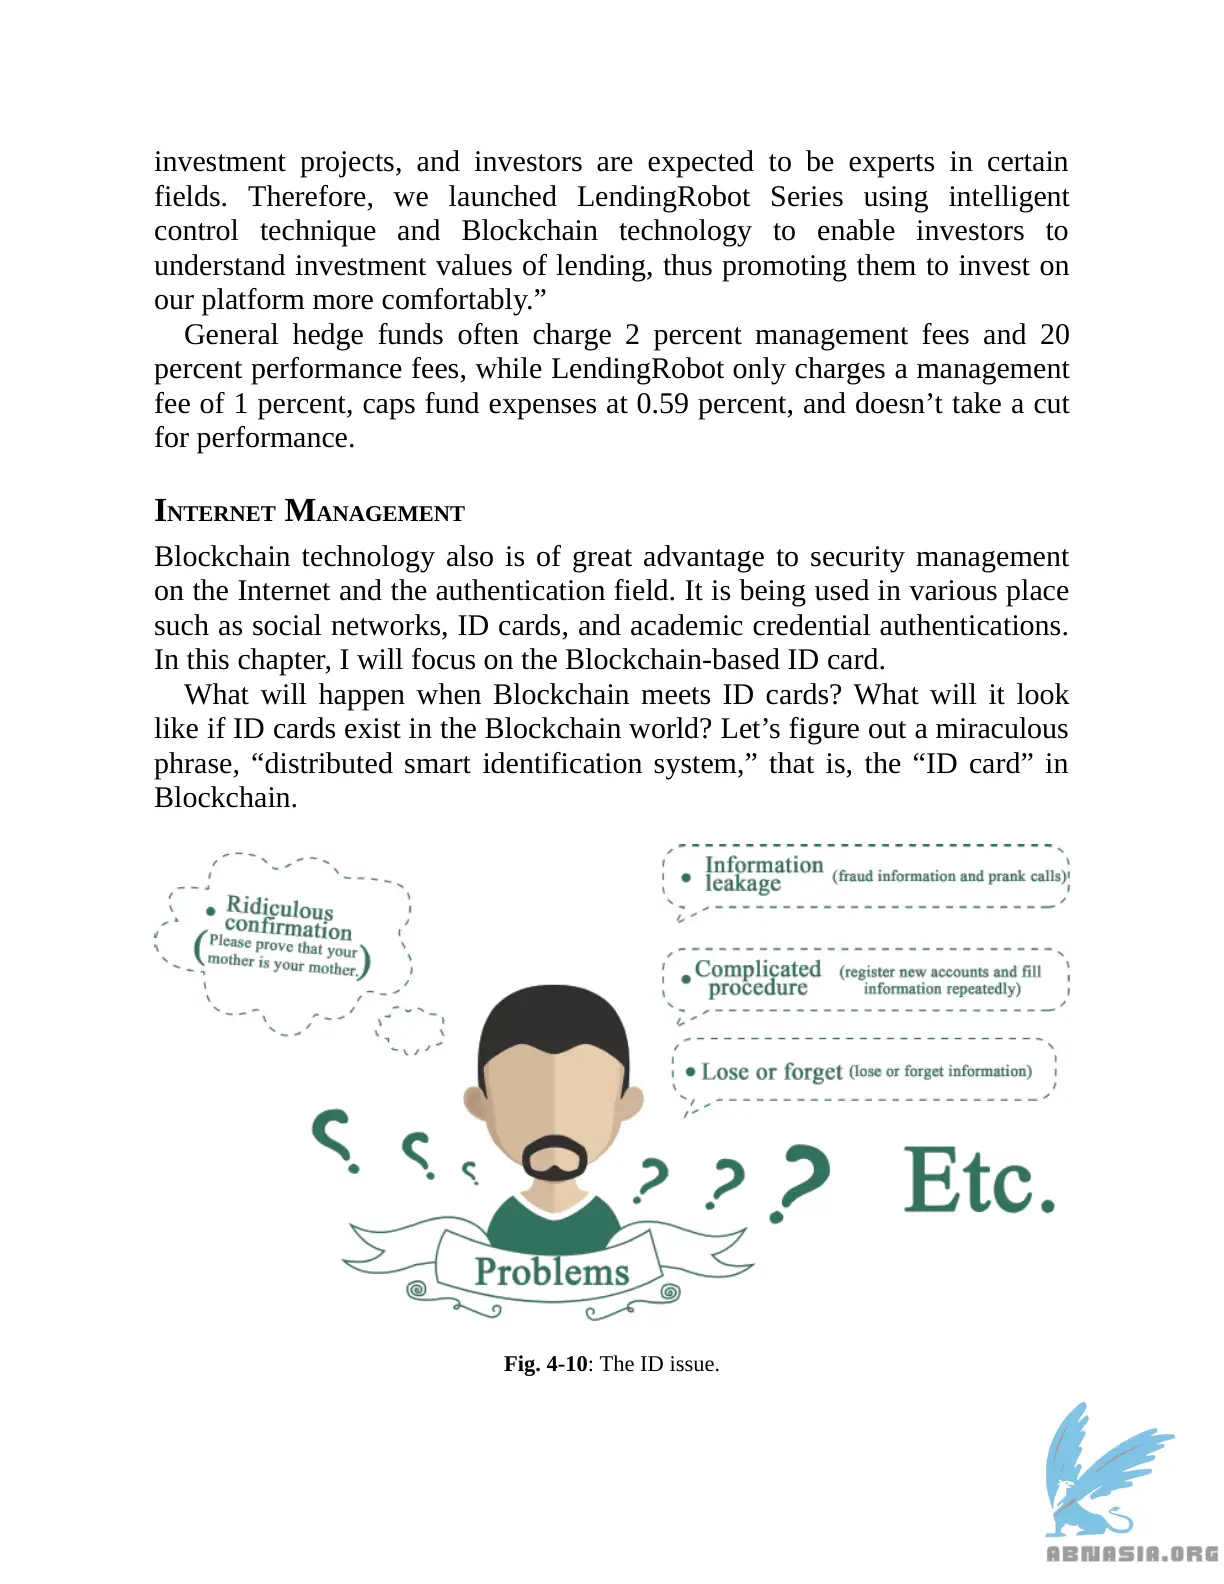 investment projects, and investors are expected to be experts in certain
fields. Therefore, we launched LendingRobot Series using intelligent
control technique and Blockchain technology to enable investors to
understand investment values of lending, thus promoting them to invest on
our platform more comfortably.”
General hedge funds often charge 2 percent management fees and 20
percent performance fees, while LendingRobot only charges a management
fee of 1 percent, caps fund expenses at 0.59 percent, and doesn’t take a cut
for performance.
INTERNET MANAGEMENT
Blockchain technology also is of great advantage to security management
on the Internet and the authentication field. It is being used in various place
such as social networks, ID cards, and academic credential authentications.
In this chapter, I will focus on the Blockchain-based ID card.
What will happen when Blockchain meets ID cards? What will it look
like if ID cards exist in the Blockchain world? Let’s figure out a miraculous
phrase, “distributed smart identification system,” that is, the “ID card” in
Blockchain.
• Ridiculous
confirmation
(Please prove that your
mother is your mother.)
• Information
leakage (fraud information and prank calls)
• Complicated
procedure (register new accounts and fill
information repeatedly)
• Lose or forget (lose or forget information)
? ? ? ? ? ?
Etc.
Problems
Fig. 4-10: The ID issue.
ABNASIA.ORG